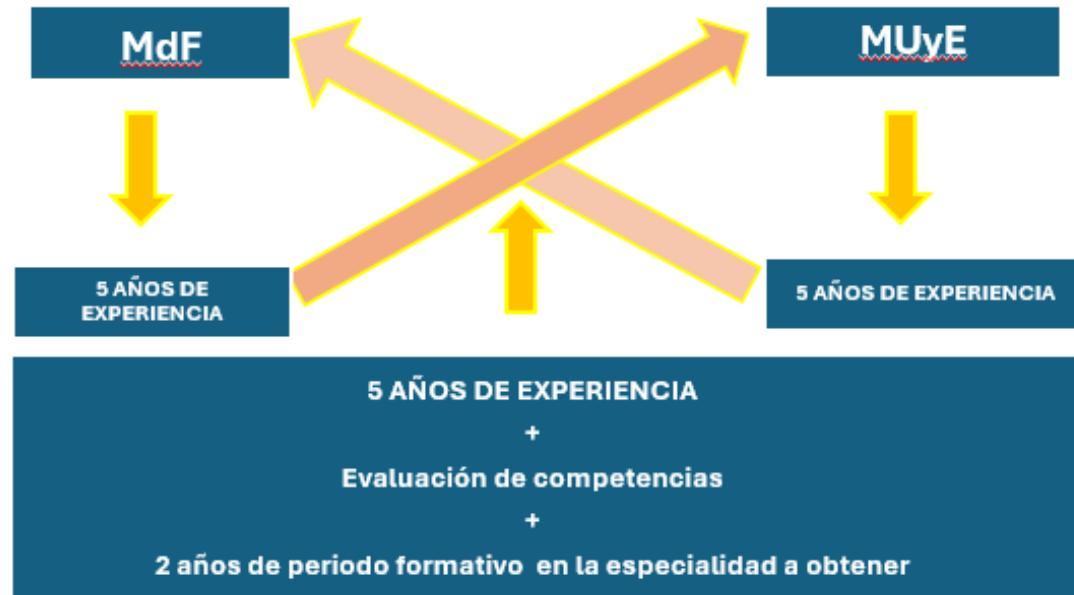 MdF
MUyE
5 AÑOS DE
EXPERIENCIA
5 AÑOS DE EXPERIENCIA
5 AÑOS DE EXPERIENCIA
+
Evaluación de competencias
+
2 años de periodo formativo en la especialidad a obtener